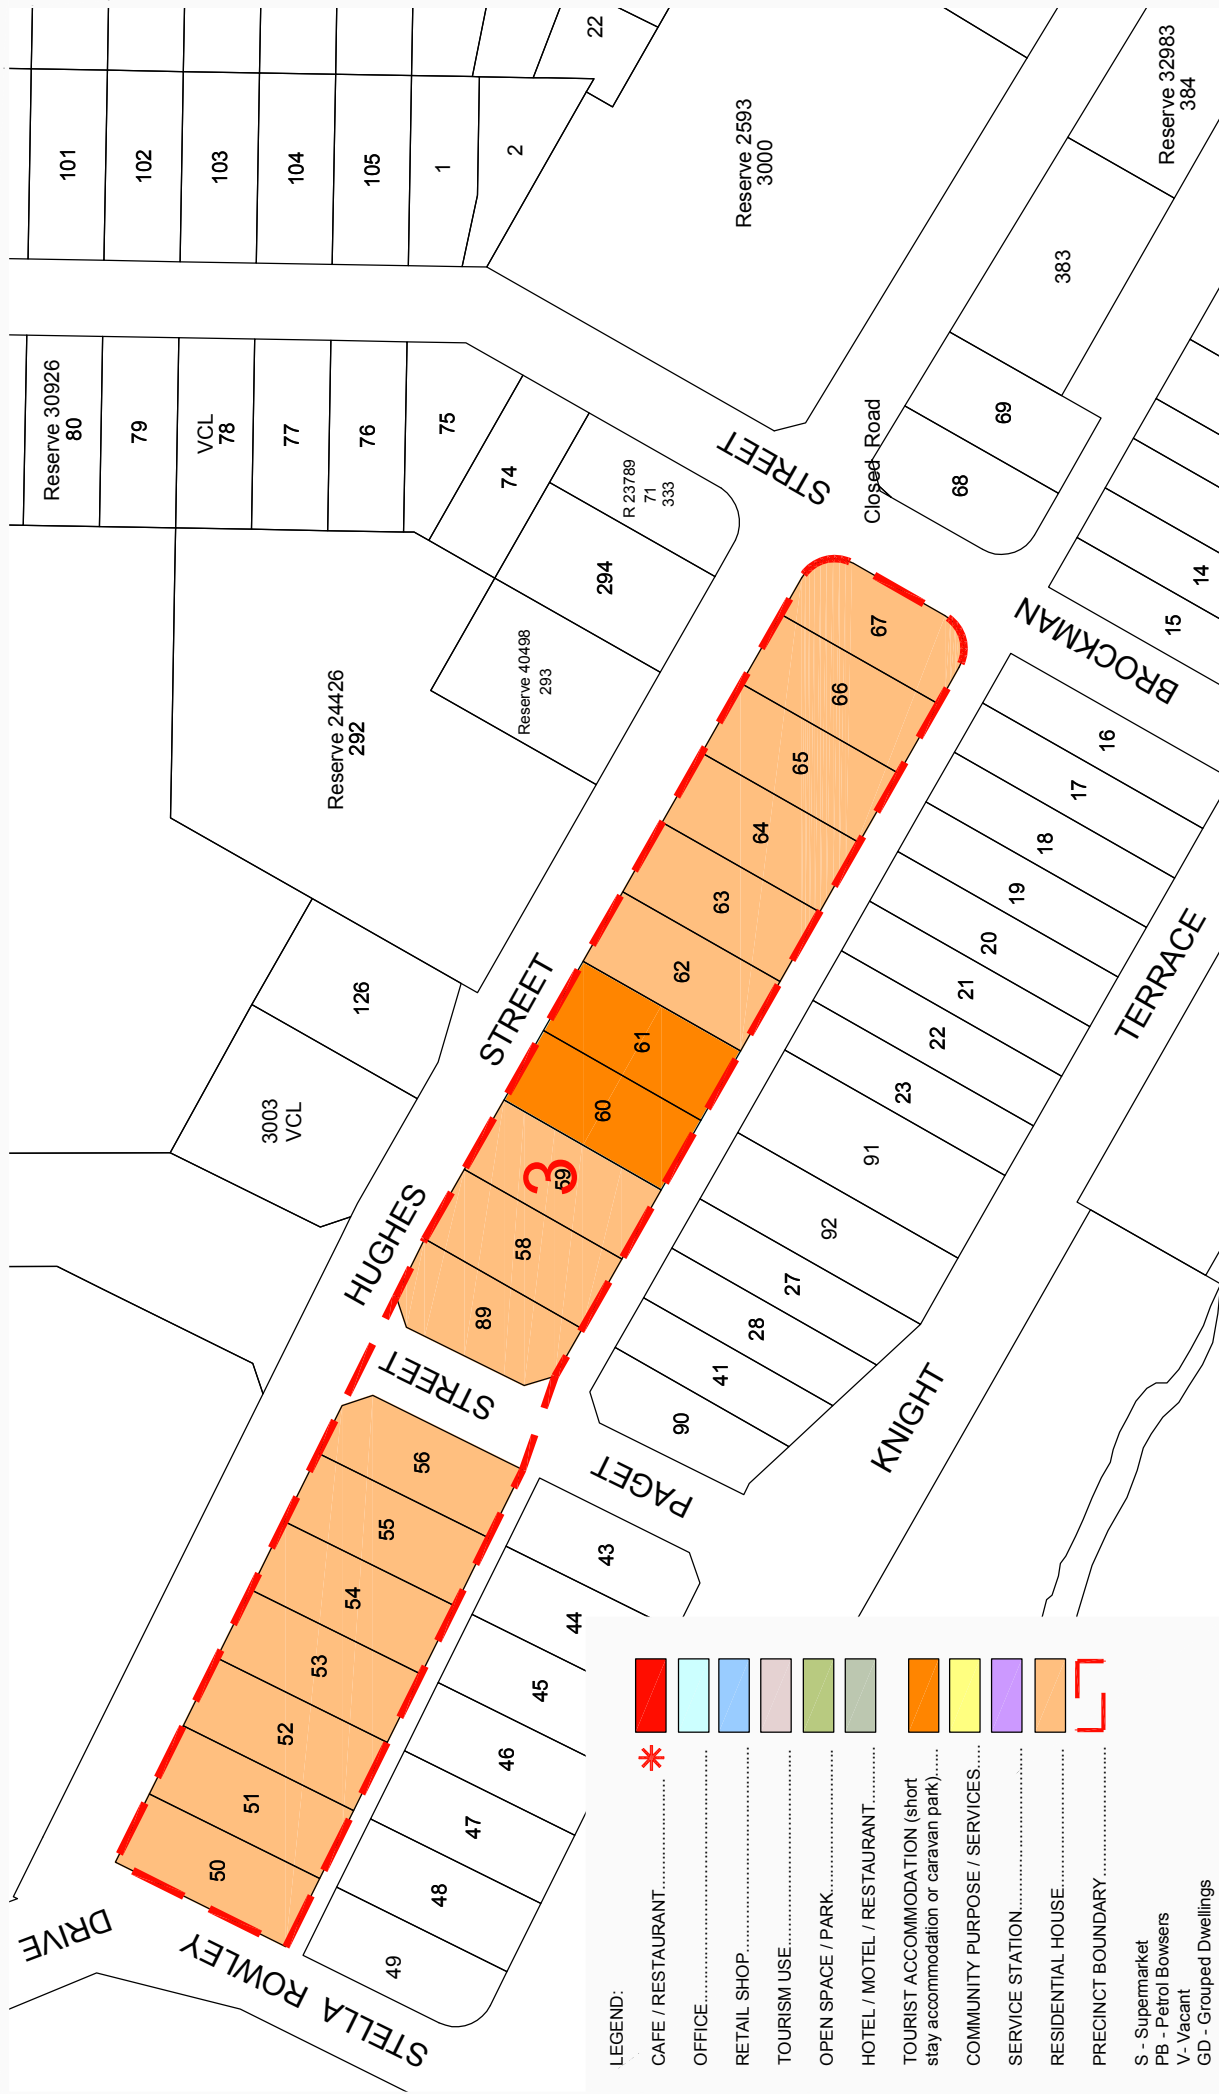 22
101
102
103
104
105
1
2
Reserve 2593
3000
Reserve 32983
384
383
Reserve 30926
80
79
VCL
78
77
76
75
74
R 23789
71
333
294
Reserve 40498
293
Reserve 24426
292
STREET
Closed Road
69
68
67
66
65
64
63
62
61
60
59
3
58
89
BROCKMAN
14
15
16
17
18
19
20
21
22
23
91
92
27
28
41
90
TERRACE
KNIGHT
126
3003
VCL
HUGHES
STREET
STREET
PAGET
56
55
54
53
52
51
50
43
44
45
46
47
48
49
DRIVE
STELLA ROWLEY
LEGEND:
CAFE / RESTAURANT........................
OFFICE........................................................
RETAIL SHOP................................................
TOURISM USE...............................................
OPEN SPACE / PARK......................................
HOTEL / MOTEL / RESTAURANT.............
TOURIST ACCOMMODATION (short
stay accommodation or caravan park)......
COMMUNITY PURPOSE / SERVICES.....
SERVICE STATION........................................
RESIDENTIAL HOUSE....................................
PRECINCT BOUNDARY................................
S - Supermarket
PB - Petrol Bowsers
V - Vacant
GD - Grouped Dwellings